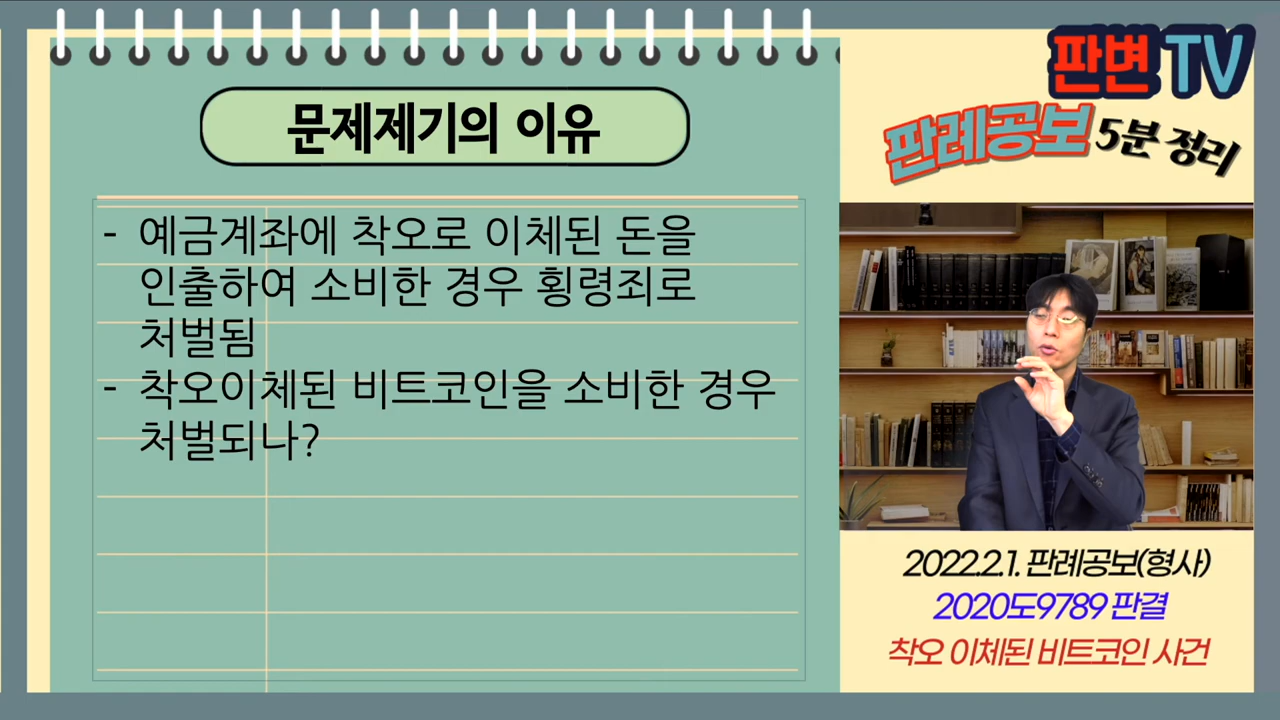 문제제기의 이유
- 예금계좌에 착오로 이체된 돈을
인출하여 소비한 경우 횡령죄로
처벌됨
- 착오이체된 비트코인을 소비한 경우
처벌되나?
판변 TV
판례공보 5분 정리
2022.2.1. 판례공보(형사)
2020도9789 판결
착오 이체된 비트코인 사건